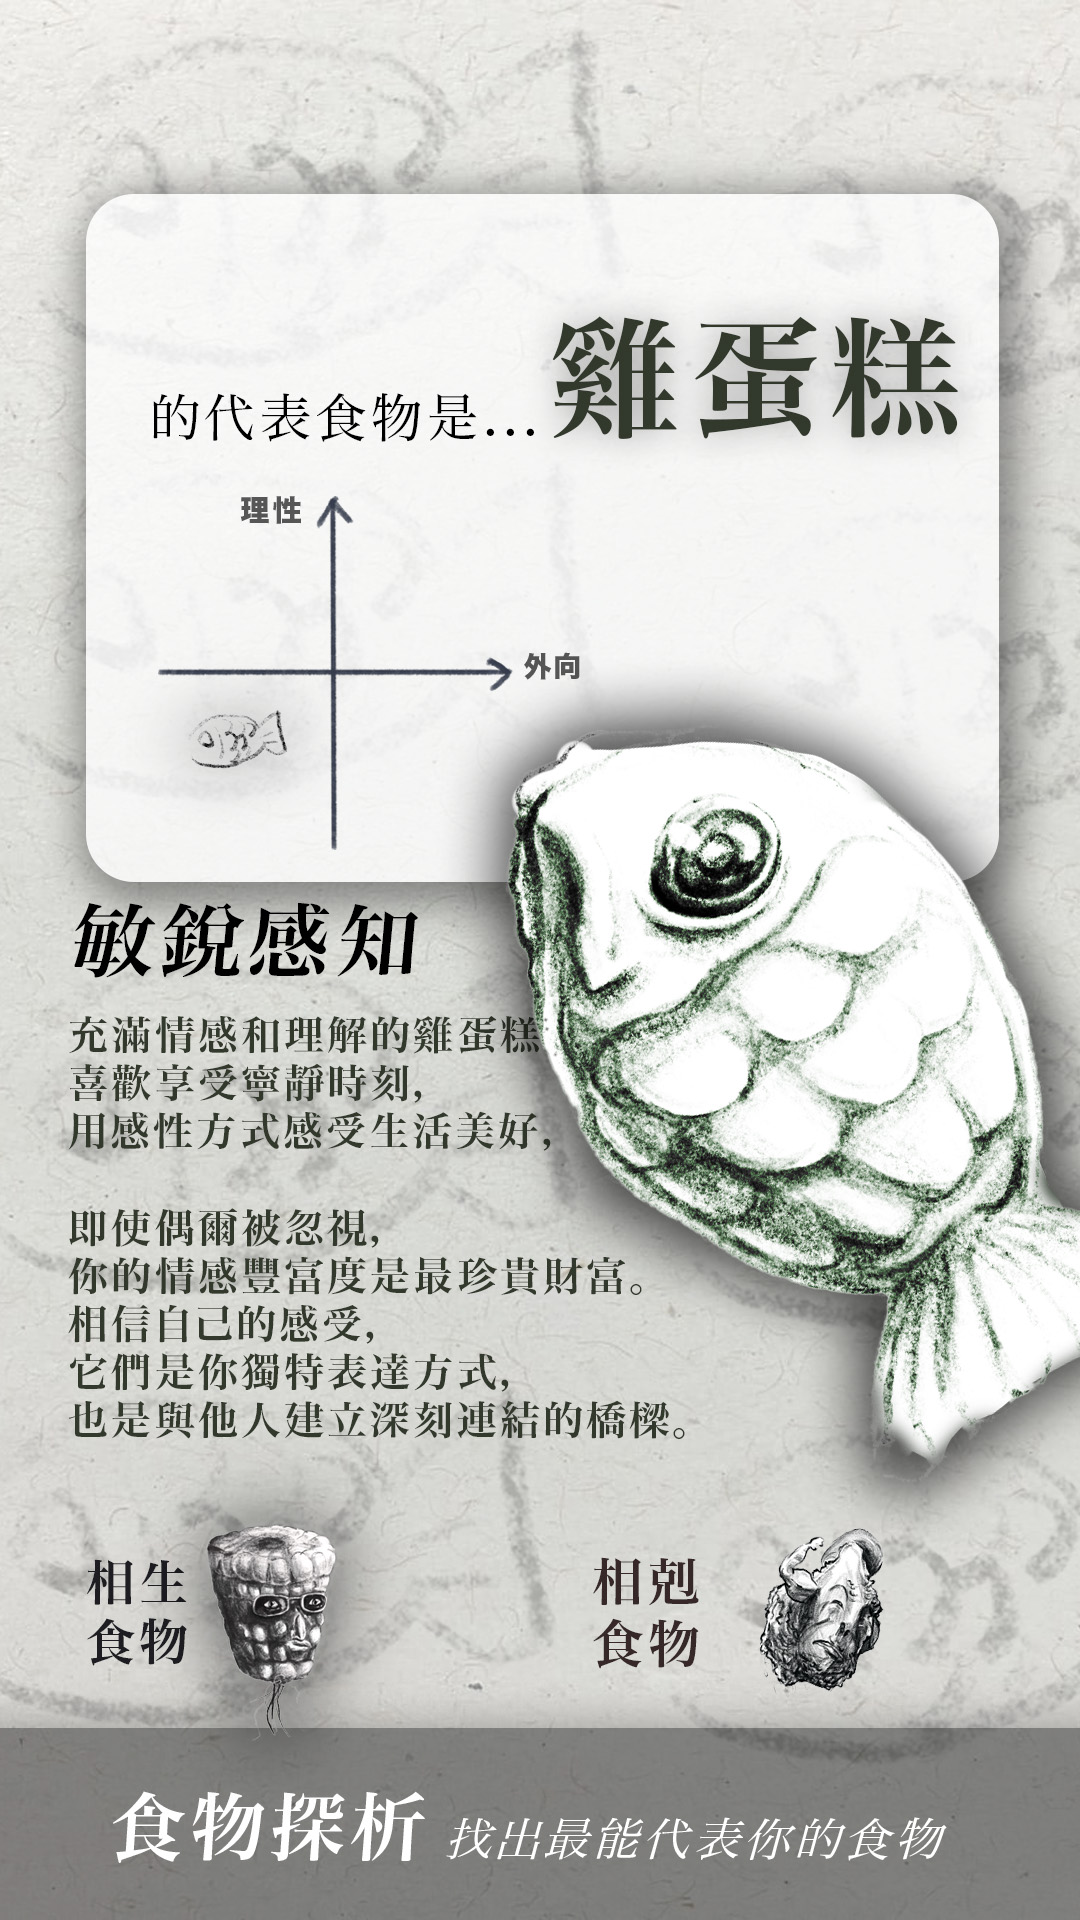 的代表食物是...雞蛋糕
理性
外向
敏銳感知
充滿情感和理解的雞蛋糕
喜歡享受寧靜時刻,
用感性方式感受生活美好,
即使偶爾被忽視,
你的情感豐富度是最珍貴財富。
相信自己的感受,
它們是你獨特表達方式,
也是與他人建立深刻連結的橋樑。
相生
食物
相剋
食物
食物探析 找出最能代表你的食物